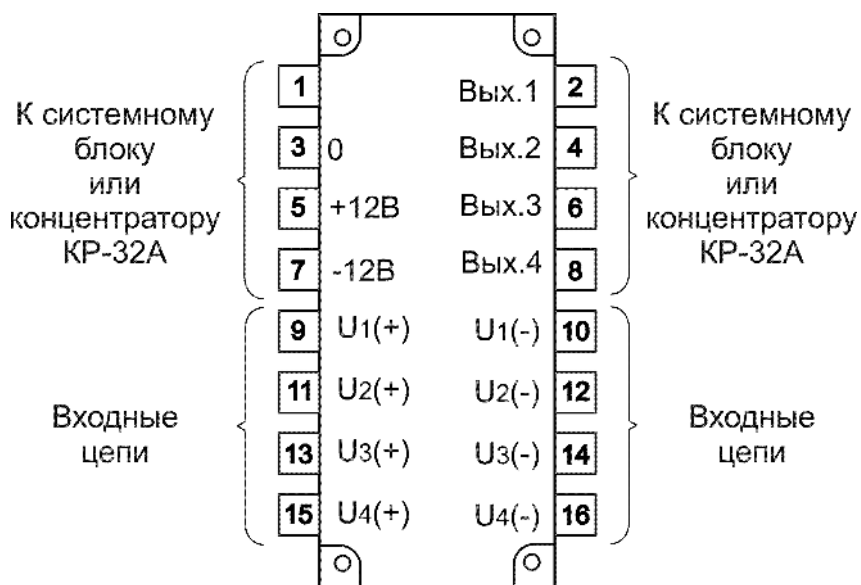 К системному
блоку
или
концентратору
КР-32А
1
Вых.1
2
3
0
Вых.2
4
5
+12В
Вых.3
6
7
-12В
Вых.4
8
К системному
блоку
или
концентратору
КР-32А
Входные
цепи
9
U1(+)
U1(-)
10
11
U2(+)
U2(-)
12
13
U3(+)
U3(-)
14
15
U4(+)
U4(-)
16
Входные
цепи